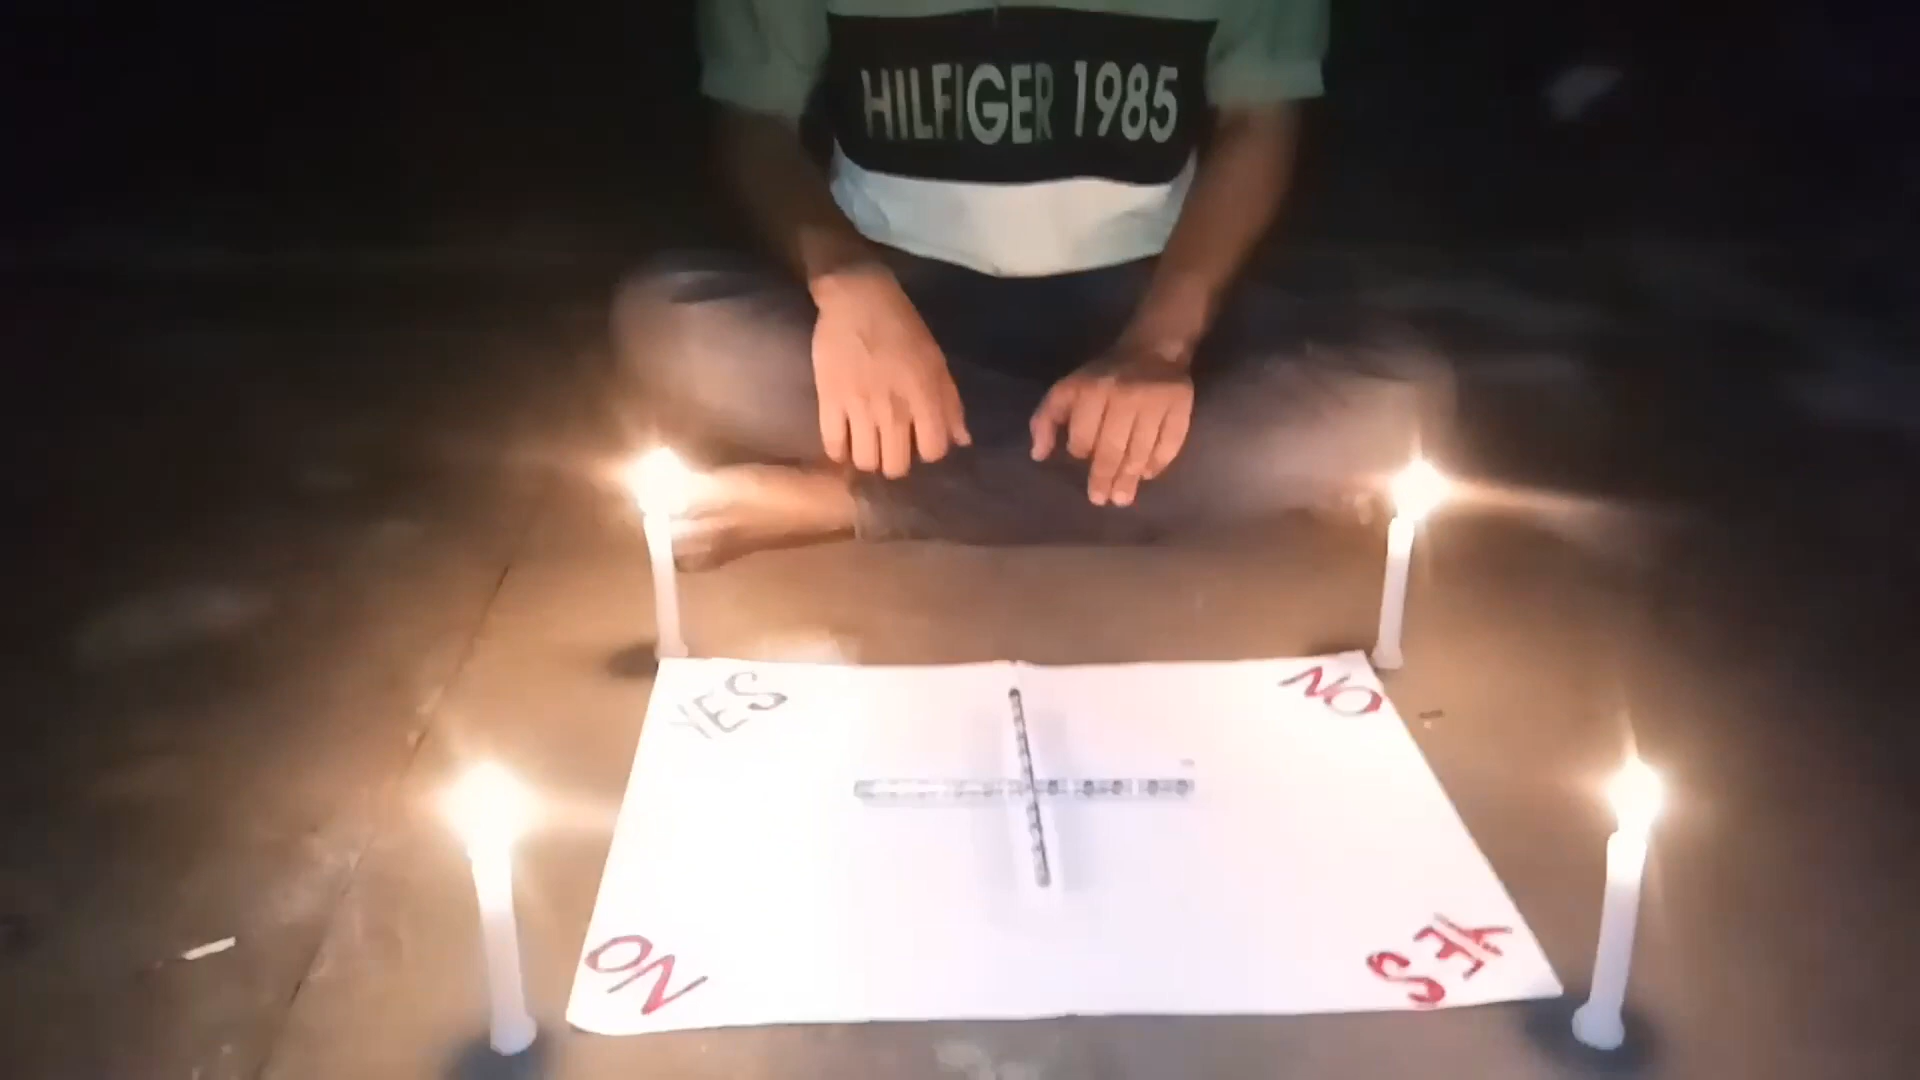 HILFIGER 1985
YES
NO
NO
YES